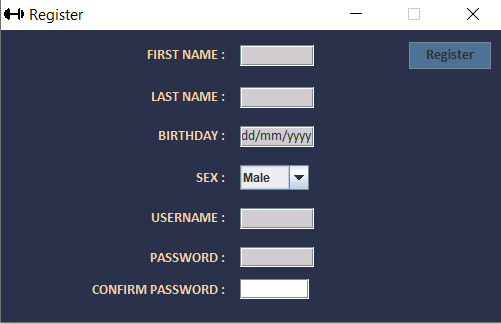 Register
FIRST NAME :
Register
LAST NAME :
BIRTHDAY : dd/mm/yyyy
SEX : Male
USERNAME :
PASSWORD :
CONFIRM PASSWORD :